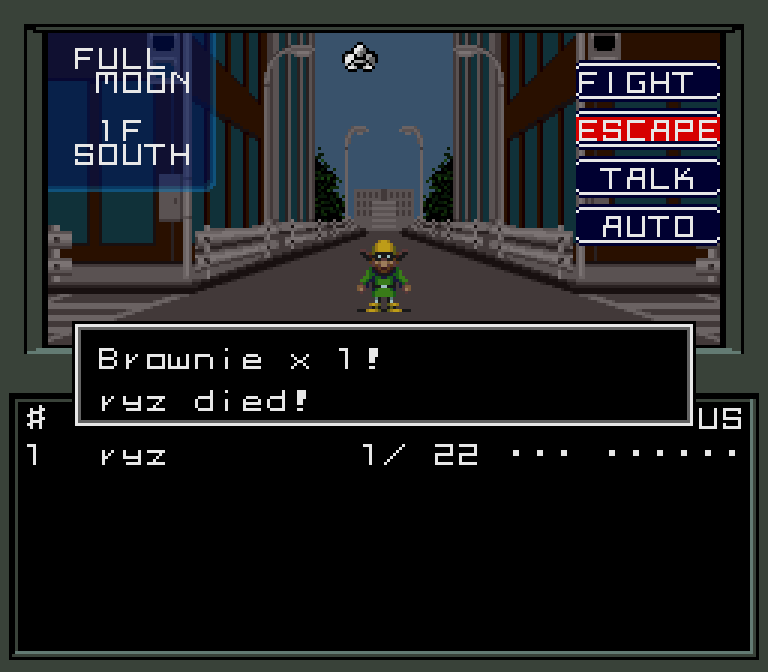 FULL
MOON
1F
SOUTH
FIGHT
ESCAPE
TALK
AUTO
Brownie x 1!
ryz died!
# US
1 ryz 1/ 22 ... ......